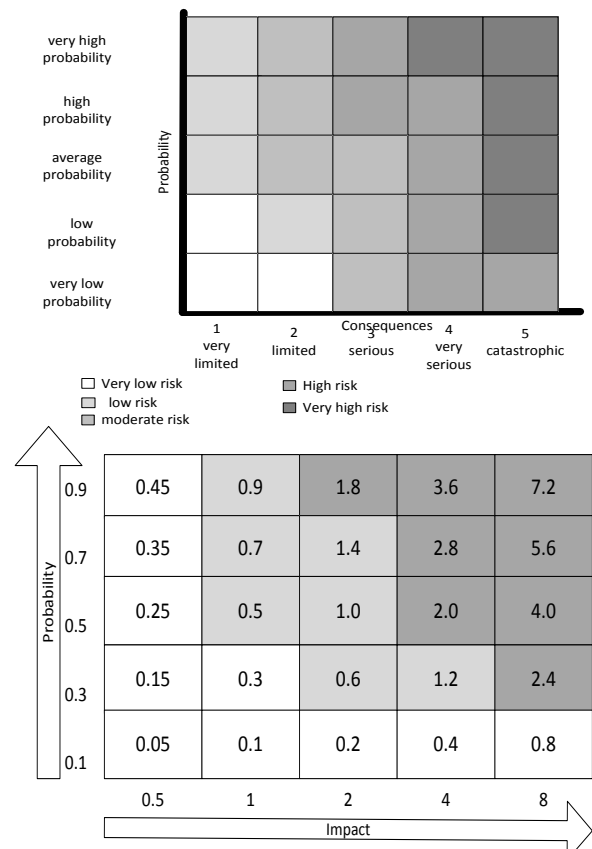 very high
probability
high
probability
average
probability
low
probability
very low
probability
Probability
Consequences
1
very
limited
2
limited
3
serious
4
very
serious
5
catastrophic
Very low risk
low risk
moderate risk
High risk
Very high risk
Probability
0.9 0.45 0.9 1.8 3.6 7.2
0.7 0.35 0.7 1.4 2.8 5.6
0.5 0.25 0.5 1.0 2.0 4.0
0.3 0.15 0.3 0.6 1.2 2.4
0.1 0.05 0.1 0.2 0.4 0.8
0.5 1 2 4 8
Impact